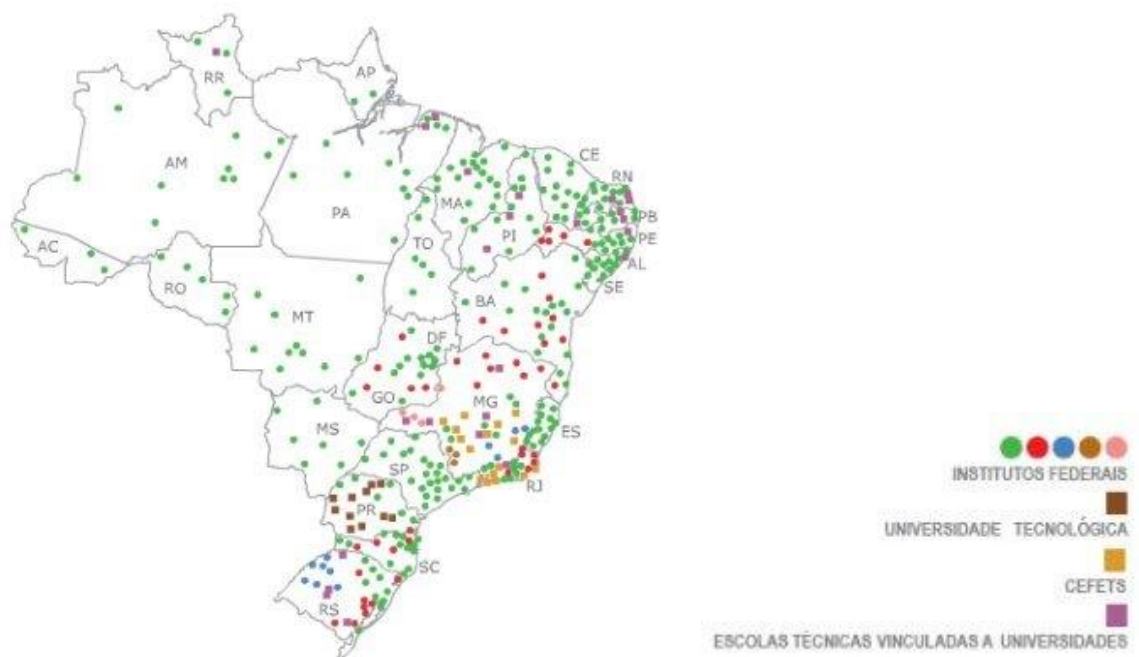 RR
AP
AM
PA
MA
CE
RN
PB
PE
AL
SE
PI
TO
AC
RO
BA
MT
DF
GO
MG
ES
MS
SP
RJ
PR
SC
RS
INSTITUTOS FEDERAIS
UNIVERSIDADE TECNOLÓGICA
CEFETS
ESCOLAS TÉCNICAS VINCULADAS A UNIVERSIDADES